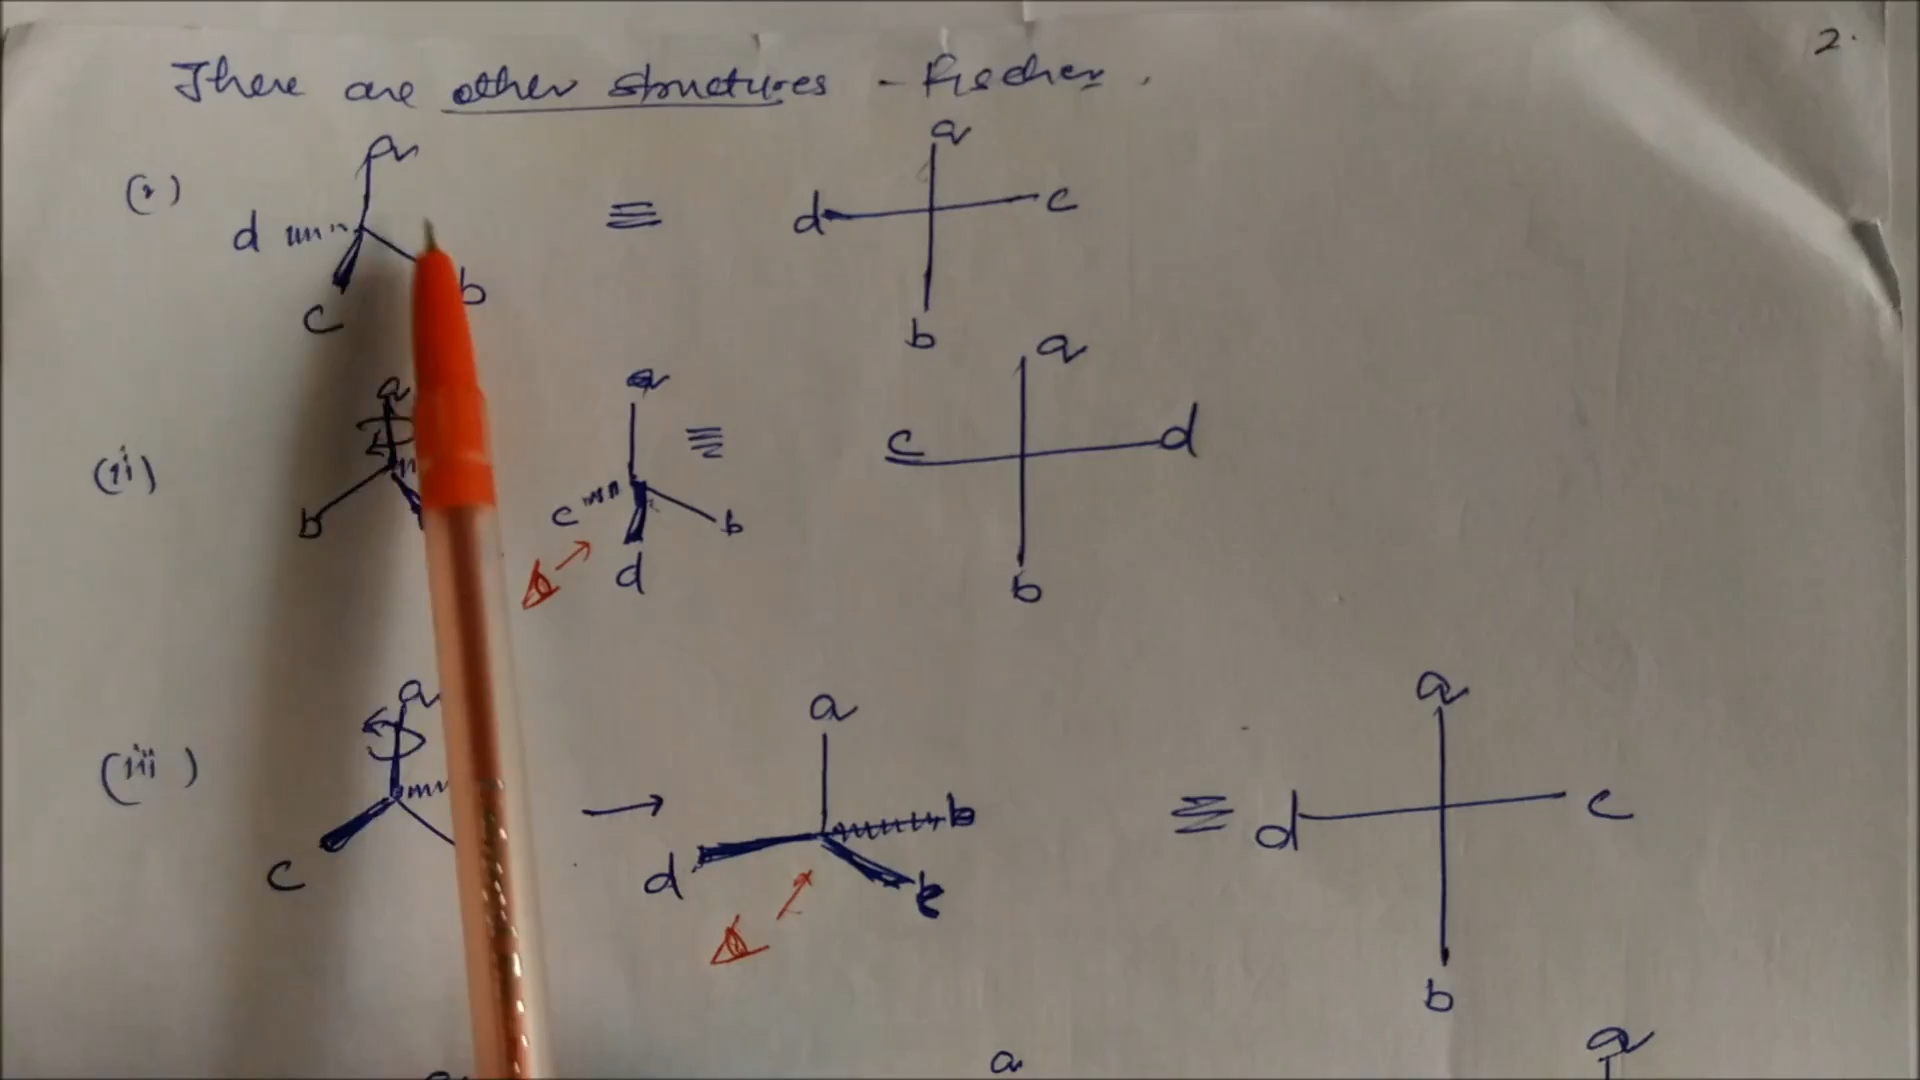 2.
There are other structures - Fischer.
(i)
a
d
c
b
≡
a
d
c
b
(ii)
a
b
a
c
b
d
≡
a
c
d
b
(iii)
a
c
→
a
d
b
c
≡
a
d
c
b
a
a